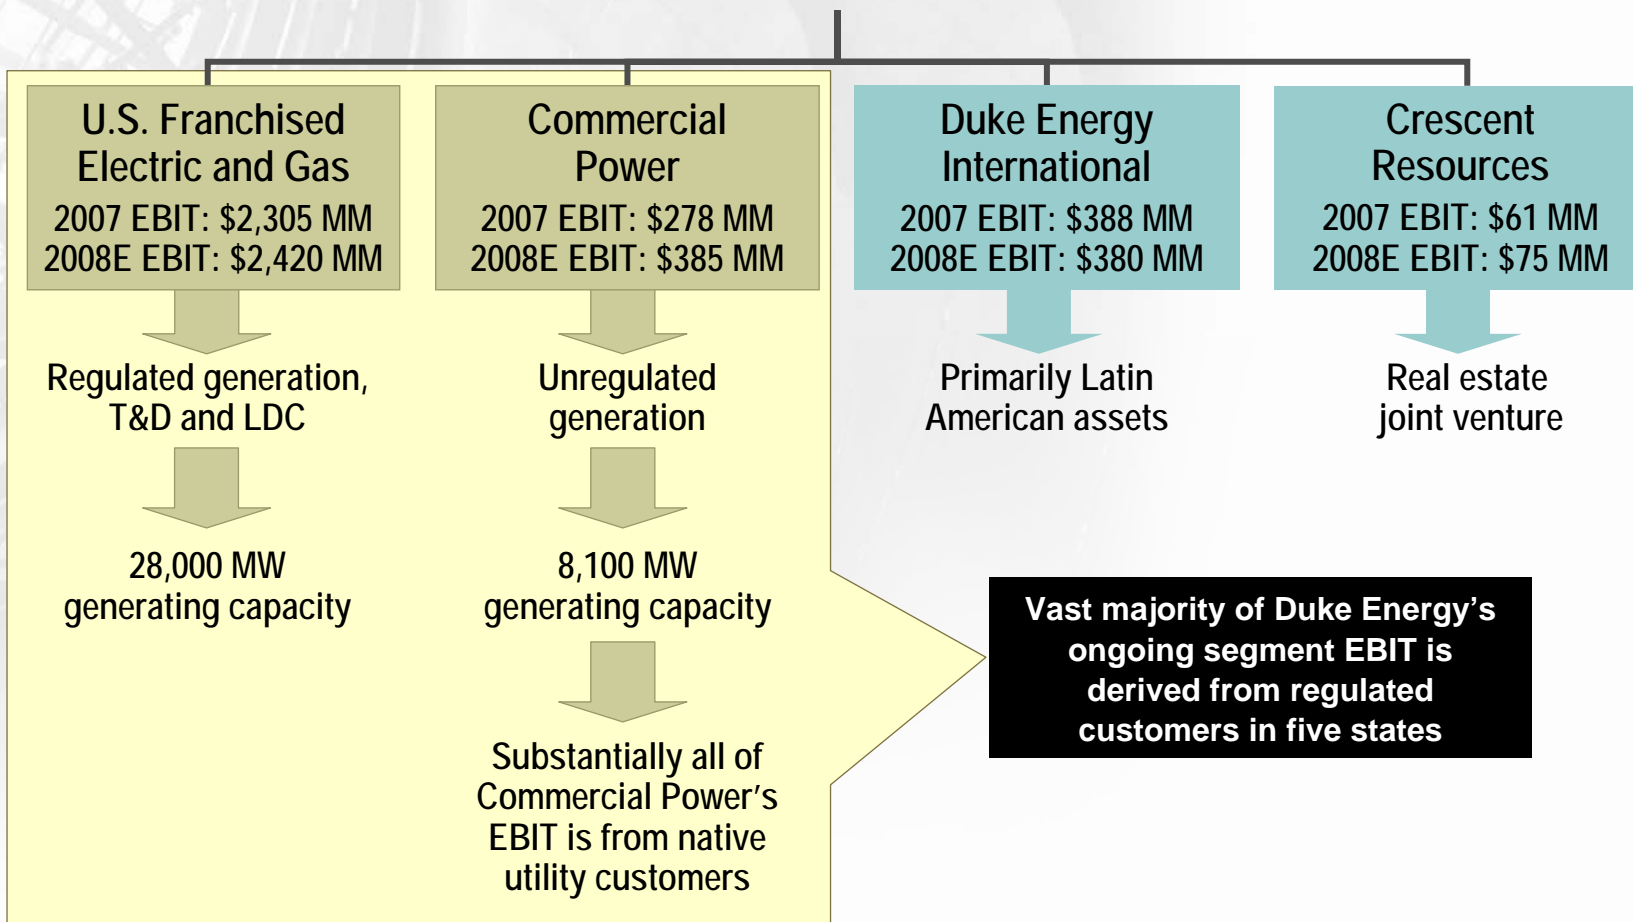 U.S. Franchised
Electric and Gas
2007 EBIT: $2,305 MM
2008E EBIT: $2,420 MM
Regulated generation,
T&D and LDC
28,000 MW
generating capacity
Commercial
Power
2007 EBIT: $278 MM
2008E EBIT: $385 MM
Unregulated
generation
8,100 MW
generating capacity
Substantially all of
Commercial Power’s
EBIT is from native
utility customers
Duke Energy
International
2007 EBIT: $388 MM
2008E EBIT: $380 MM
Primarily Latin
American assets
Crescent
Resources
2007 EBIT: $61 MM
2008E EBIT: $75 MM
Real estate
joint venture
Vast majority of Duke Energy’s
ongoing segment EBIT is
derived from regulated
customers in five states